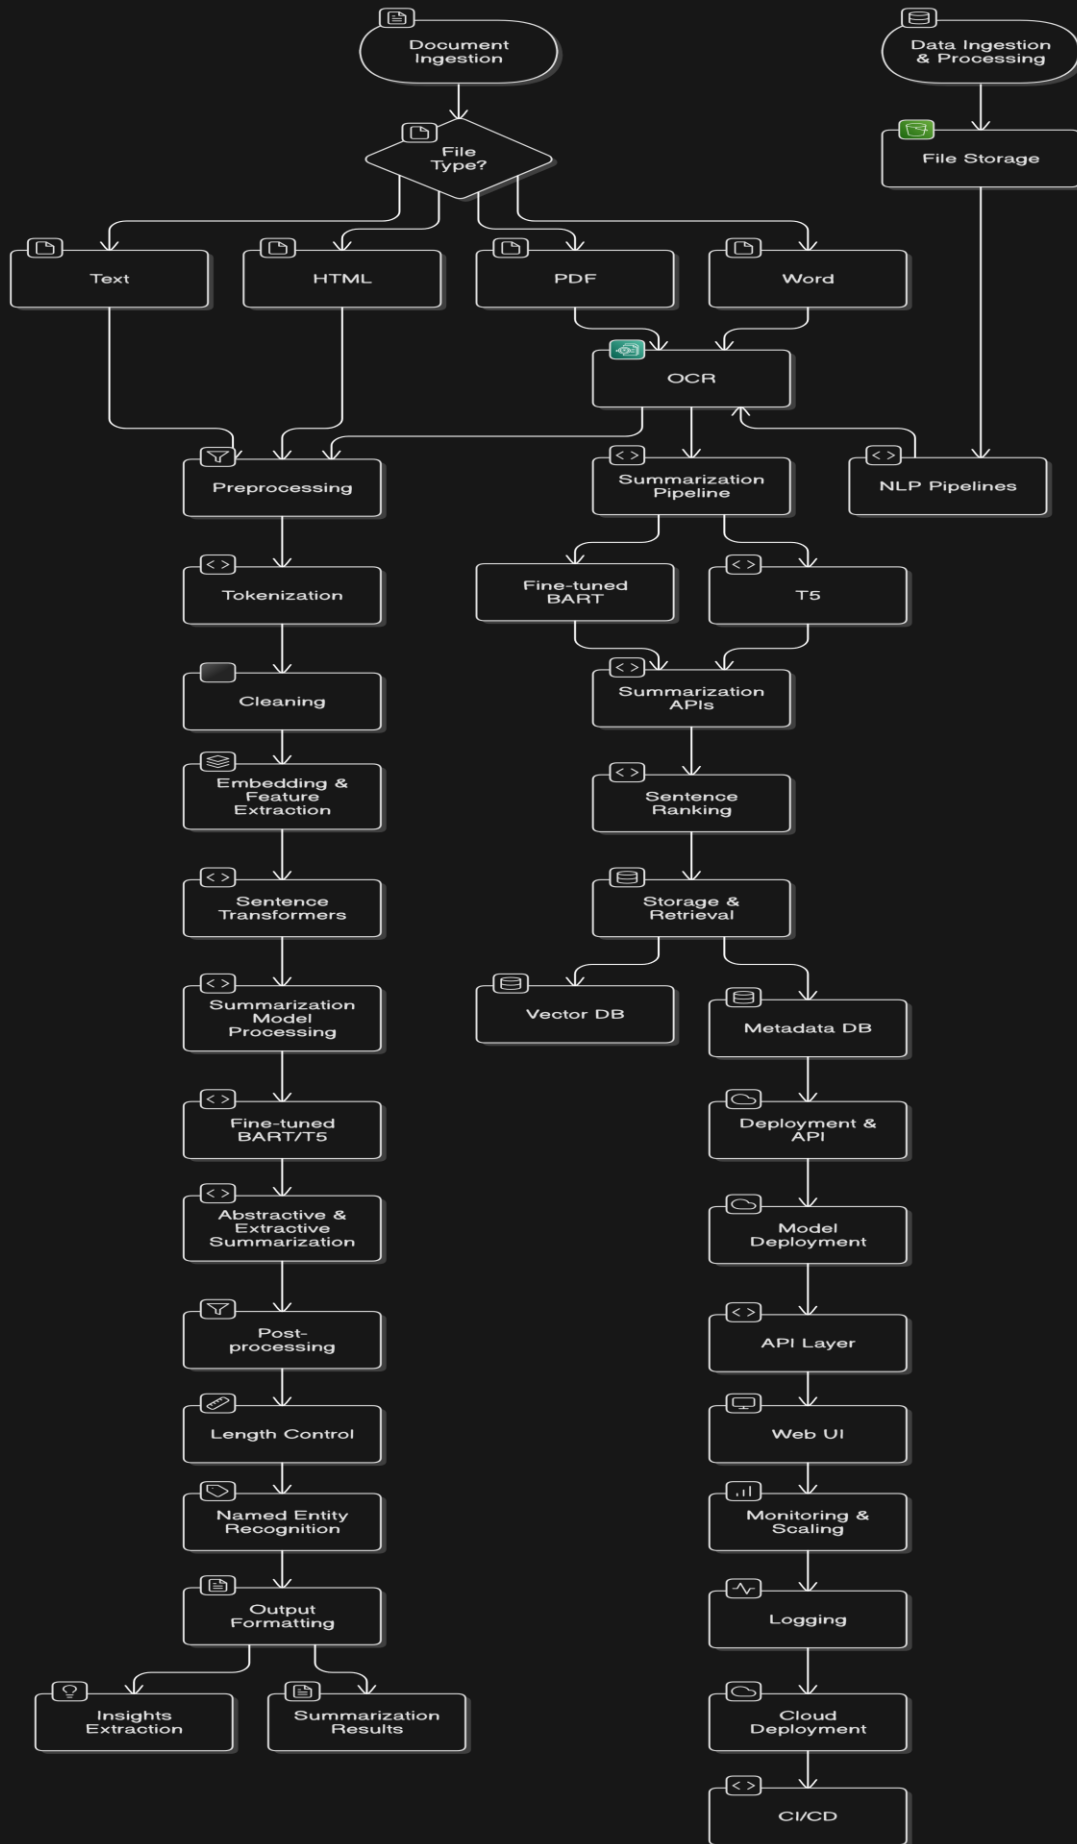 Document
Ingestion
Data Ingestion
& Processing
File
Type?
File Storage
Text
HTML
PDF
Word
OCR
Preprocessing
Summarization
Pipeline
NLP Pipelines
Tokenization
Fine-tuned
BART
T5
Cleaning
Summarization
APIs
Embedding &
Feature
Extraction
Sentence
Ranking
Sentence
Transformers
Storage &
Retrieval
Summarization
Model
Processing
Vector DB
Metadata DB
Fine-tuned
BART/T5
Deployment &
API
Abstractive &
Extractive
Summarization
Model
Deployment
Post-
processing
API Layer
Length Control
Web UI
Named Entity
Recognition
Monitoring &
Scaling
Output
Formatting
Logging
Insights
Extraction
Summarization
Results
Cloud
Deployment
CI/CD